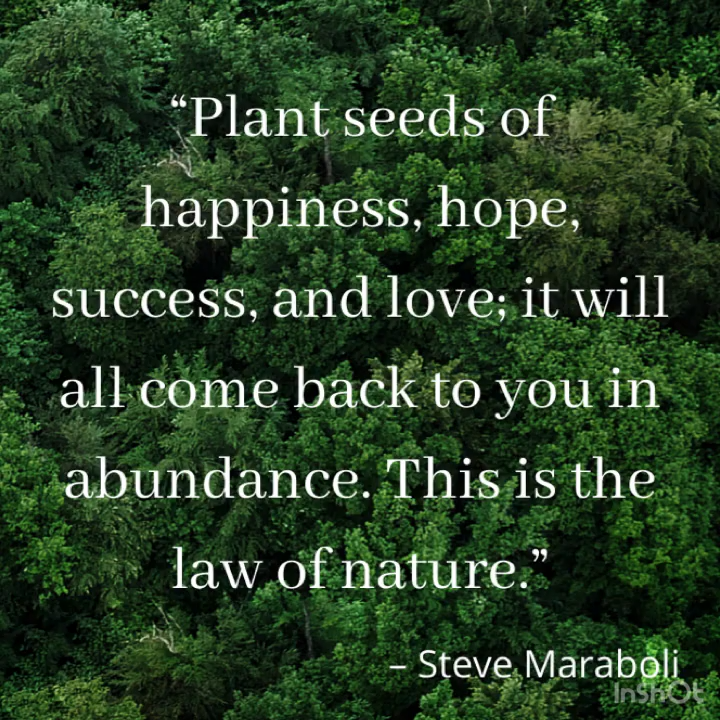 “Plant seeds of
happiness, hope,
success, and love; it will
all come back to you in
abundance. This is the
law of nature.”
– Steve Maraboli
InShOt